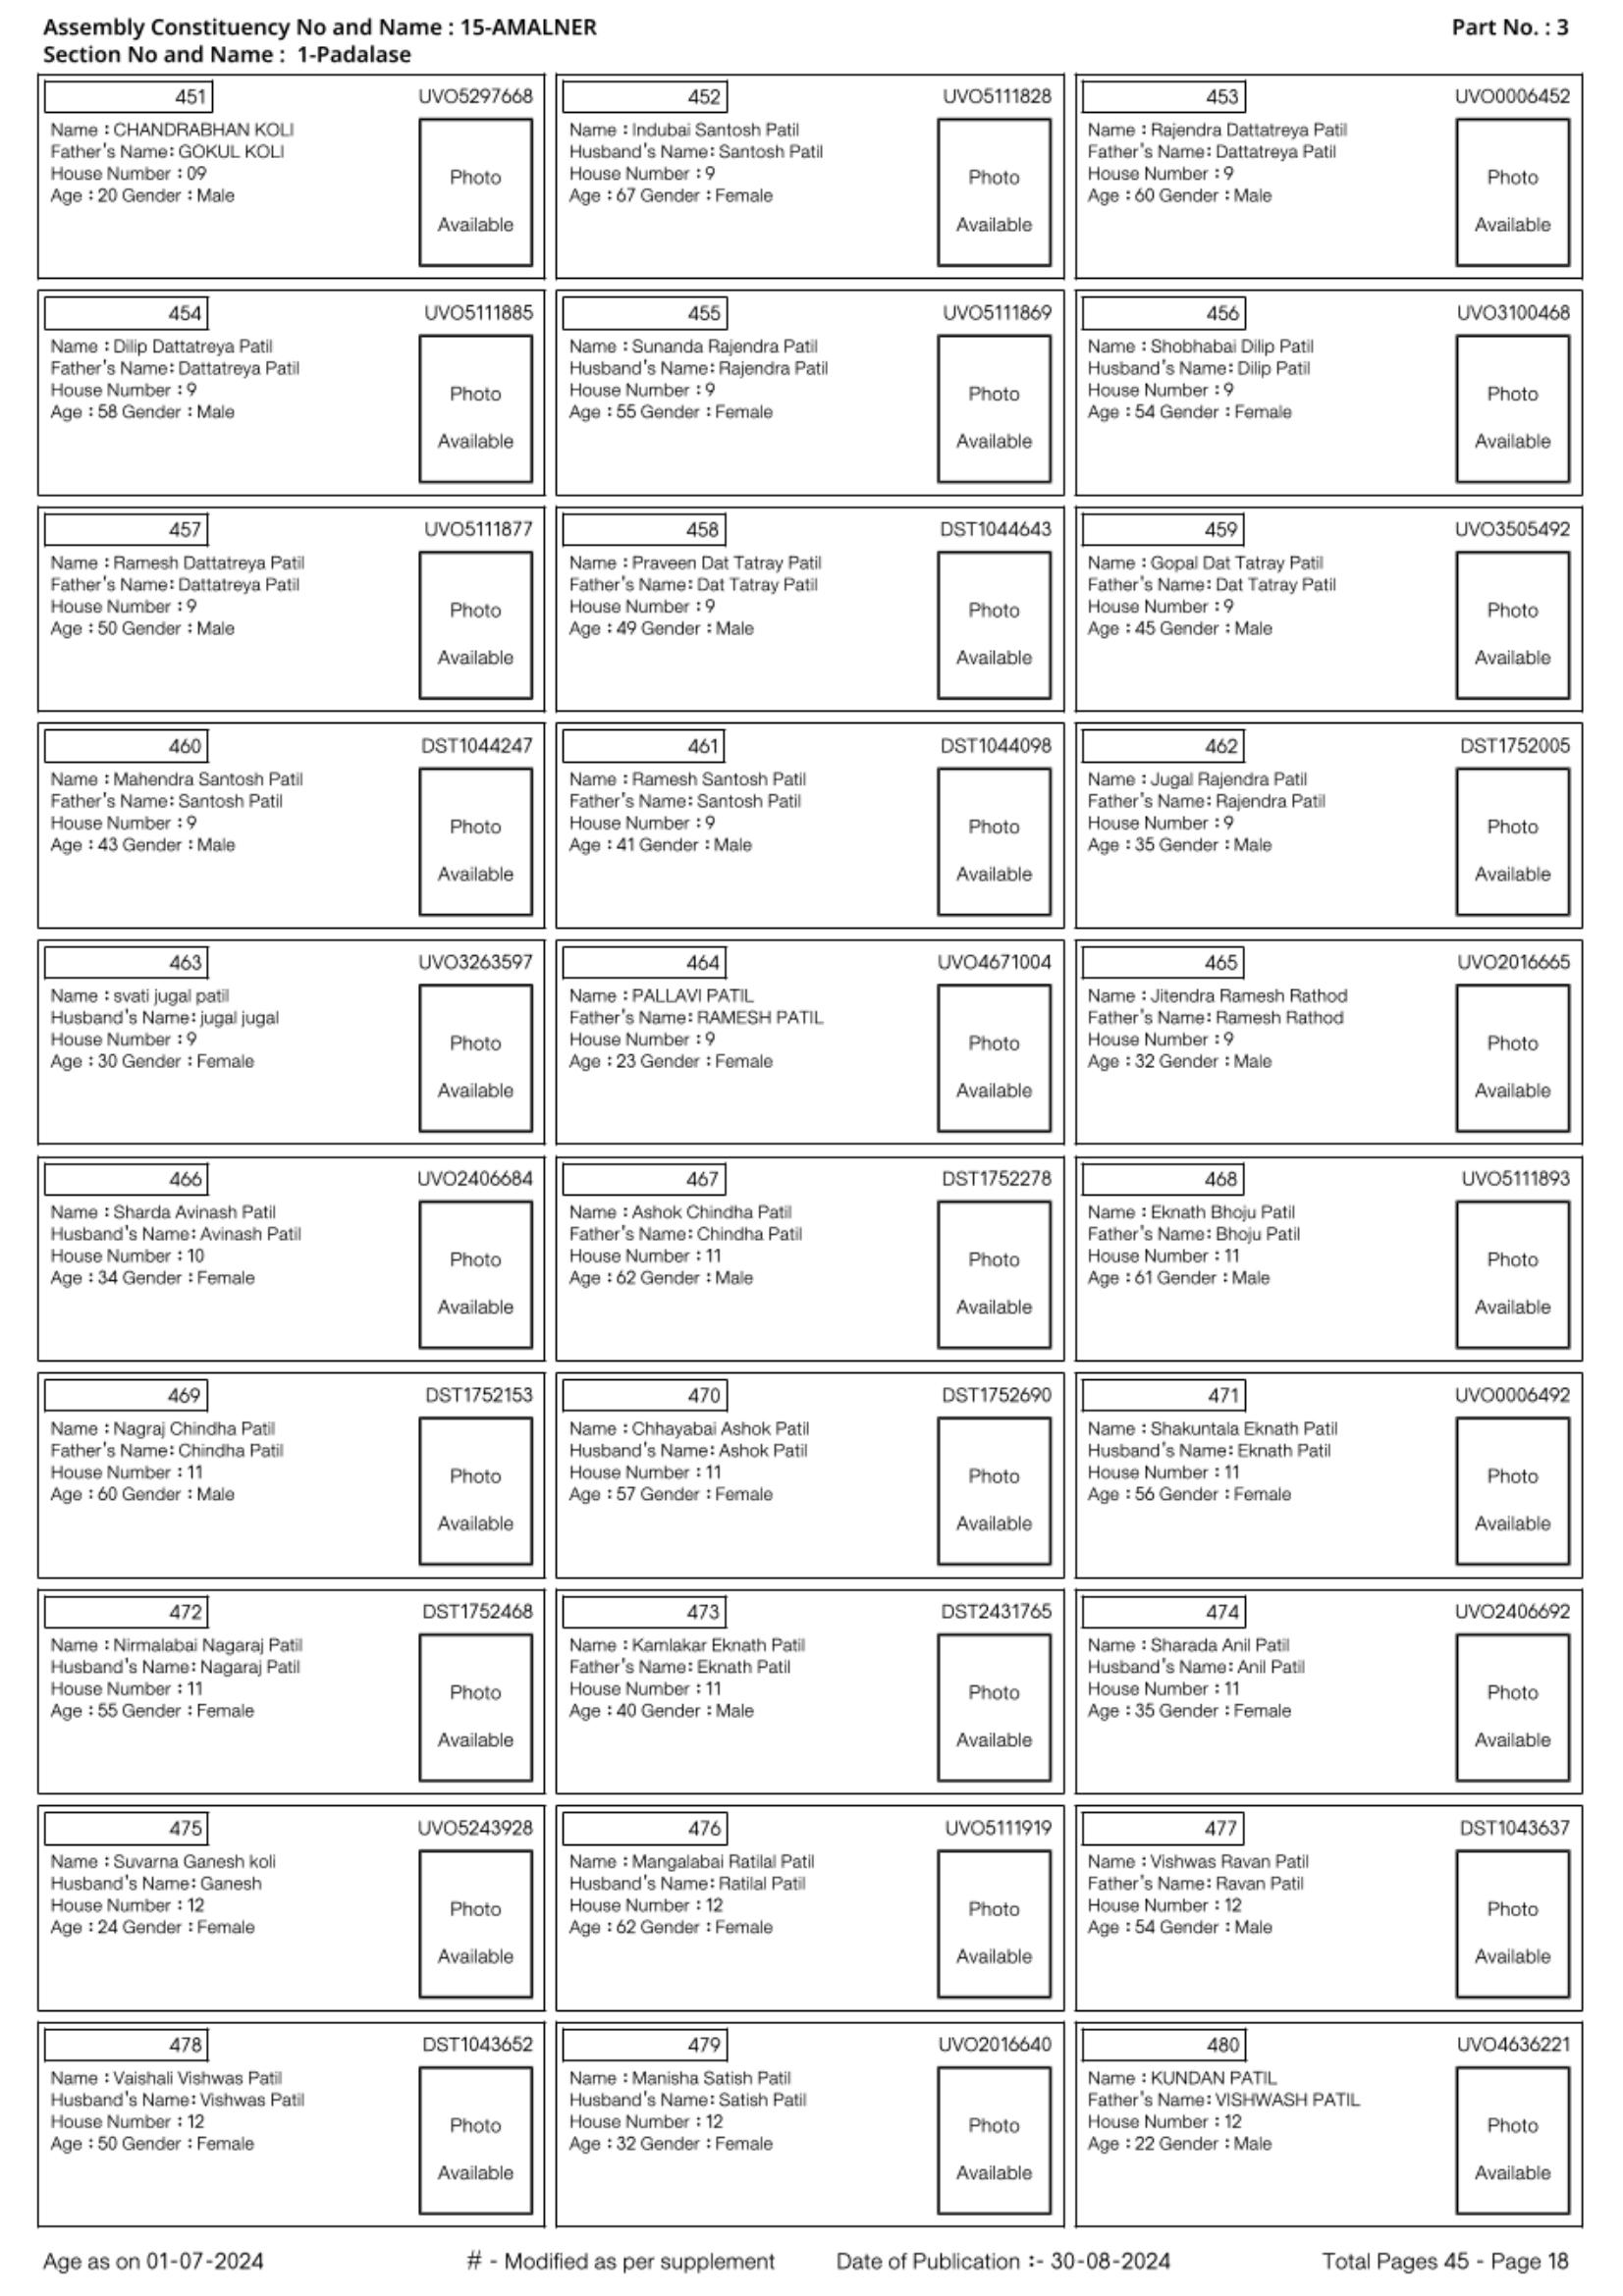 Assembly Constituency No and Name : 15-AMALNER
Part No. : 3
Section No and Name : 1-Padalase
451
UVO5297668
Name : CHANDRABHAN KOLI
Father's Name: GOKUL KOLI
House Number : 09
Age : 20 Gender : Male
Photo
Available
452
UVO5111828
Name : Indubai Santosh Patil
Husband's Name: Santosh Patil
House Number : 9
Age : 67 Gender : Female
Photo
Available
453
UVO0006452
Name : Rajendra Dattatreya Patil
Father's Name: Dattatreya Patil
House Number : 9
Age : 60 Gender : Male
Photo
Available
454
UVO5111885
Name : Dilip Dattatreya Patil
Father's Name: Dattatreya Patil
House Number : 9
Age : 58 Gender : Male
Photo
Available
455
UVO5111869
Name : Sunanda Rajendra Patil
Husband's Name: Rajendra Patil
House Number : 9
Age : 55 Gender : Female
Photo
Available
456
UVO3100468
Name : Shobhabai Dilip Patil
Husband's Name: Dilip Patil
House Number : 9
Age : 54 Gender : Female
Photo
Available
457
UVO5111877
Name : Ramesh Dattatreya Patil
Father's Name: Dattatreya Patil
House Number : 9
Age : 50 Gender : Male
Photo
Available
458
DST1044643
Name : Praveen Dat Tatray Patil
Father's Name: Dat Tatray Patil
House Number : 9
Age : 49 Gender : Male
Photo
Available
459
UVO3505492
Name : Gopal Dat Tatray Patil
Father's Name: Dat Tatray Patil
House Number : 9
Age : 45 Gender : Male
Photo
Available
460
DST1044247
Name : Mahendra Santosh Patil
Father's Name: Santosh Patil
House Number : 9
Age : 43 Gender : Male
Photo
Available
461
DST1044098
Name : Ramesh Santosh Patil
Father's Name: Santosh Patil
House Number : 9
Age : 41 Gender : Male
Photo
Available
462
DST1752005
Name : Jugal Rajendra Patil
Father's Name: Rajendra Patil
House Number : 9
Age : 35 Gender : Male
Photo
Available
463
UVO3263597
Name : svati jugal patil
Husband's Name: jugal jugal
House Number : 9
Age : 30 Gender : Female
Photo
Available
464
UVO4671004
Name : PALLAVI PATIL
Father's Name: RAMESH PATIL
House Number : 9
Age : 23 Gender : Female
Photo
Available
465
UVO2016665
Name : Jitendra Ramesh Rathod
Father's Name: Ramesh Rathod
House Number : 9
Age : 32 Gender : Male
Photo
Available
466
UVO2406684
Name : Sharda Avinash Patil
Husband's Name: Avinash Patil
House Number : 10
Age : 34 Gender : Female
Photo
Available
467
DST1752278
Name : Ashok Chindha Patil
Father's Name: Chindha Patil
House Number : 11
Age : 62 Gender : Male
Photo
Available
468
UVO5111893
Name : Eknath Bhoju Patil
Father's Name: Bhoju Patil
House Number : 11
Age : 61 Gender : Male
Photo
Available
469
DST1752153
Name : Nagraj Chindha Patil
Father's Name: Chindha Patil
House Number : 11
Age : 60 Gender : Male
Photo
Available
470
DST1752690
Name : Chhayabai Ashok Patil
Husband's Name: Ashok Patil
House Number : 11
Age : 57 Gender : Female
Photo
Available
471
UVO0006492
Name : Shakuntala Eknath Patil
Husband's Name: Eknath Patil
House Number : 11
Age : 56 Gender : Female
Photo
Available
472
DST1752468
Name : Nirmalabai Nagaraj Patil
Husband's Name: Nagaraj Patil
House Number : 11
Age : 55 Gender : Female
Photo
Available
473
DST2431765
Name : Kamlakar Eknath Patil
Father's Name: Eknath Patil
House Number : 11
Age : 40 Gender : Male
Photo
Available
474
UVO2406692
Name : Sharada Anil Patil
Husband's Name: Anil Patil
House Number : 11
Age : 35 Gender : Female
Photo
Available
475
UVO5243928
Name : Suvarna Ganesh koli
Husband's Name: Ganesh
House Number : 12
Age : 24 Gender : Female
Photo
Available
476
UVO5111919
Name : Mangalabai Ratilal Patil
Husband's Name: Ratilal Patil
House Number : 12
Age : 62 Gender : Female
Photo
Available
477
DST1043637
Name : Vishwas Ravan Patil
Father's Name: Ravan Patil
House Number : 12
Age : 54 Gender : Male
Photo
Available
478
DST1043652
Name : Vaishali Vishwas Patil
Husband's Name: Vishwas Patil
House Number : 12
Age : 50 Gender : Female
Photo
Available
479
UVO2016640
Name : Manisha Satish Patil
Husband's Name: Satish Patil
House Number : 12
Age : 32 Gender : Female
Photo
Available
480
UVO4636221
Name : KUNDAN PATIL
Father's Name: VISHWASH PATIL
House Number : 12
Age : 22 Gender : Male
Photo
Available
Age as on 01-07-2024
# - Modified as per supplement
Date of Publication :- 30-08-2024
Total Pages 45 - Page 18